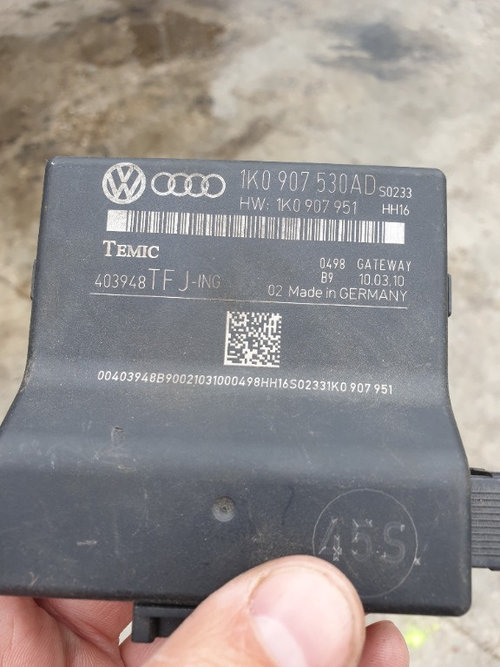 1K0 907 530AD S0233
HW: 1K0 907 951 HH16
TEMIC
0498 GATEWAY
403948 TFJ-ING B9 10.03.10
02 Made in GERMANY
00403948B90021031000498HH16S02331K0 907 951
45S